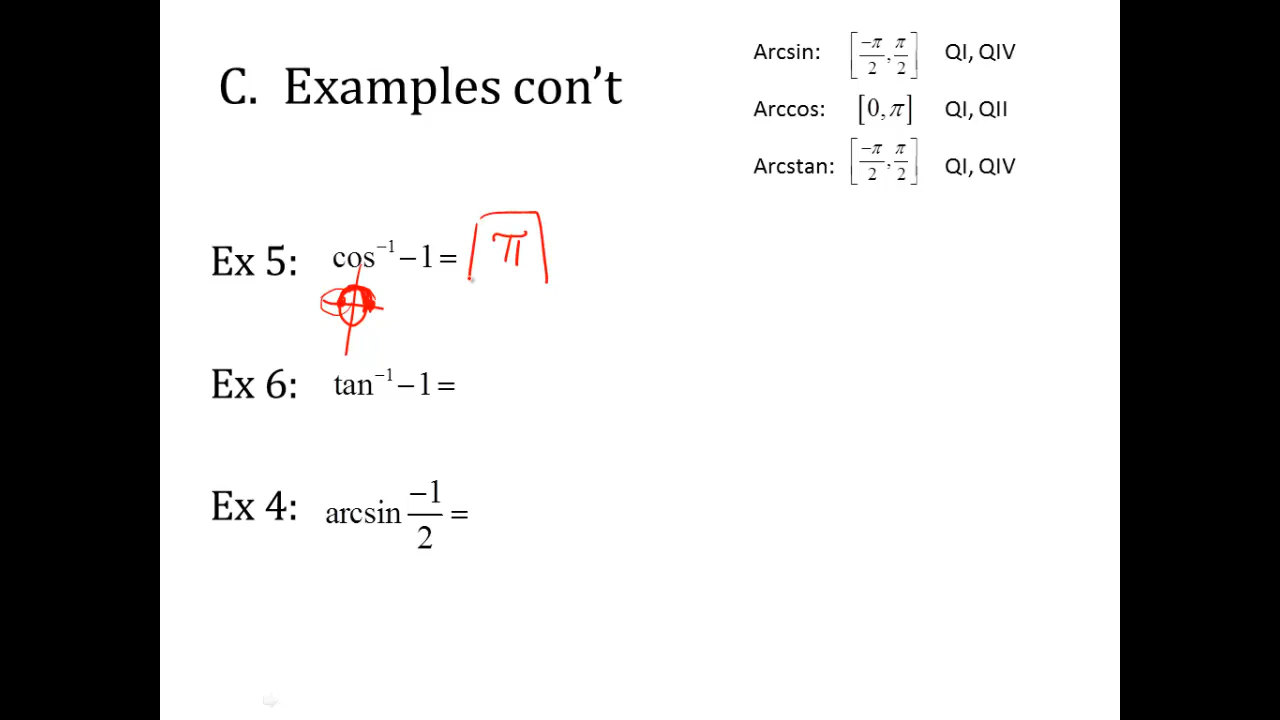 C. Examples con't
Arcsin: [-π/2, π/2] QI, QIV
Arccos: [0, π] QI, QII
Arcstan: [-π/2, π/2] QI, QIV
Ex 5: cos⁻¹ −1 = π
Ex 6: tan⁻¹ −1 =
Ex 4: arcsin −1/2 =